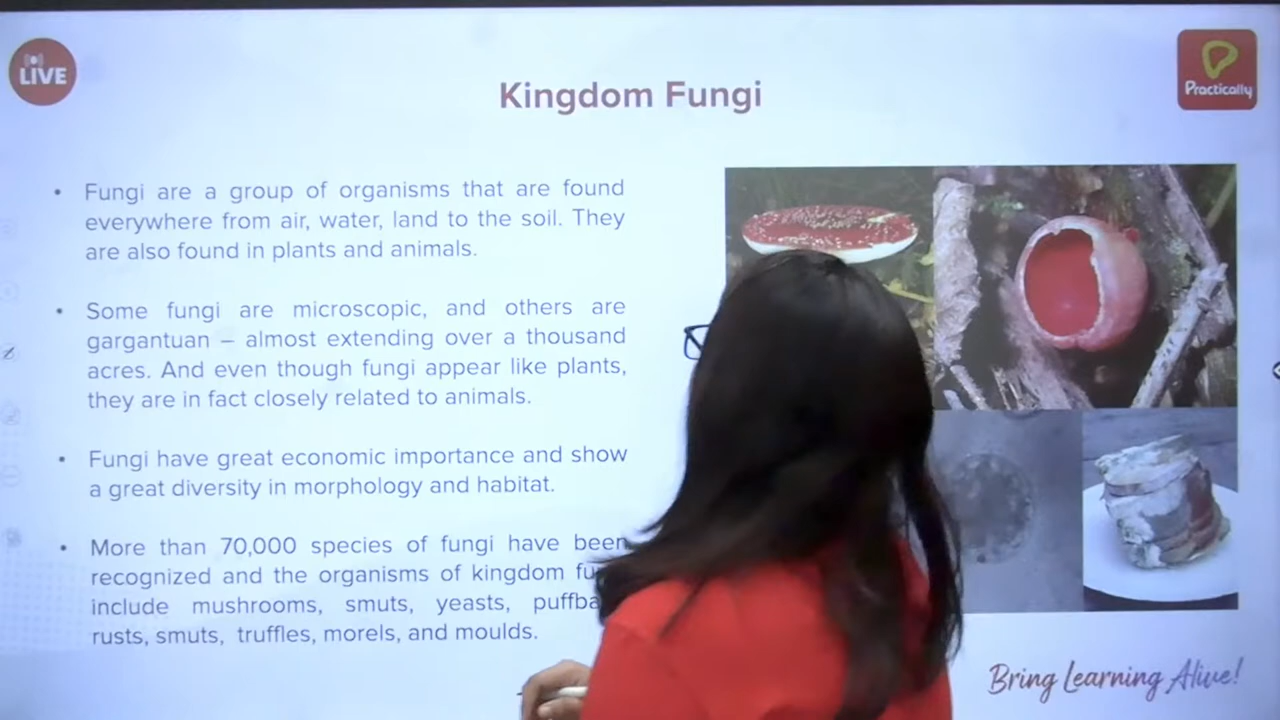 LIVE
Practically
Kingdom Fungi
• Fungi are a group of organisms that are found
everywhere from air, water, land to the soil. They
are also found in plants and animals.
• Some fungi are microscopic, and others are
gargantuan – almost extending over a thousand
acres. And even though fungi appear like plants,
they are in fact closely related to animals.
• Fungi have great economic importance and show
a great diversity in morphology and habitat.
• More than 70,000 species of fungi have been
recognized and the organisms of kingdom
include mushrooms, smuts, yeasts,
rusts, smuts, truffles, morels, and moulds.
Bring Learning Alive!